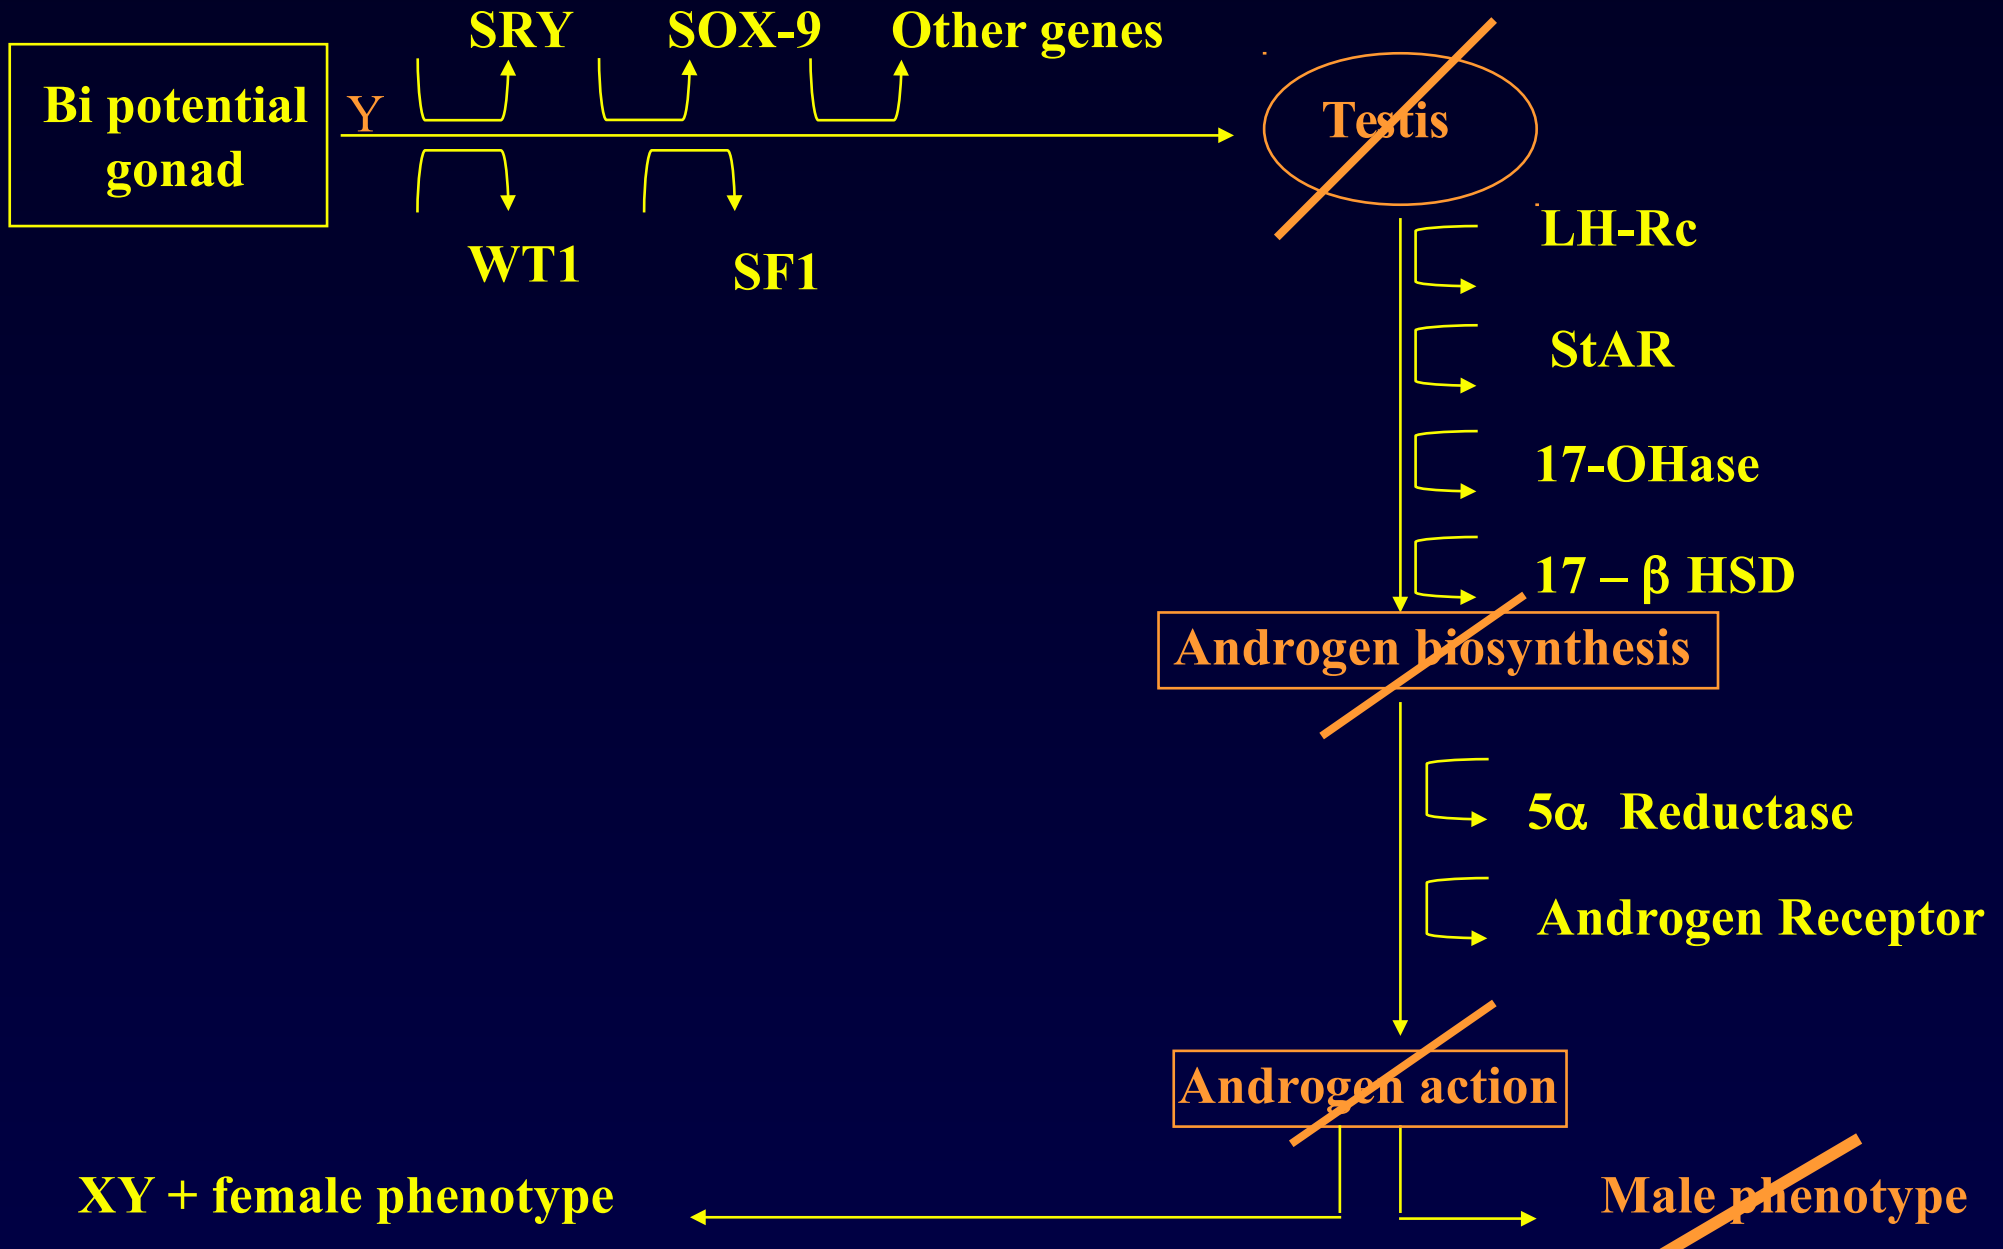 SRY
SOX-9
Other genes
Bi potential
gonad
Y
Testis
WT1
SF1
LH-Rc
StAR
17-OHase
17 – β HSD
Androgen biosynthesis
5α Reductase
Androgen Receptor
Androgen action
XY + female phenotype
Male phenotype